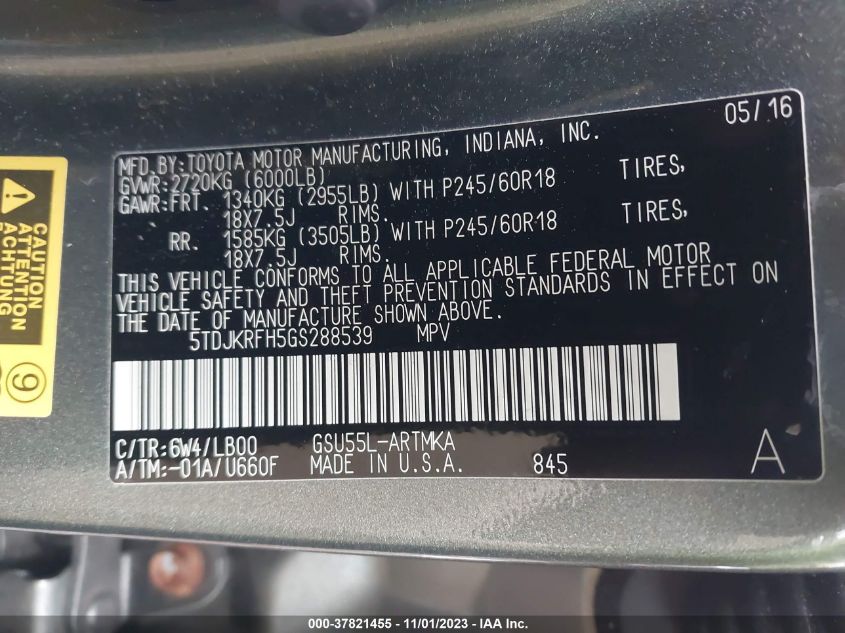 05/16
MFD.BY:TOYOTA MOTOR MANUFACTURING, INDIANA, INC.
GVWR:2720KG (6000LB)
GAWR:FRT. 1340KG (2955LB) WITH P245/60R18 TIRES,
18X7.5J RIMS.
RR. 1585KG (3505LB) WITH P245/60R18 TIRES,
18X7.5J RIMS.
THIS VEHICLE CONFORMS TO ALL APPLICABLE FEDERAL MOTOR
VEHICLE SAFETY AND THEFT PREVENTION STANDARDS IN EFFECT ON
THE DATE OF MANUFACTURE SHOWN ABOVE.
5TDJKRFH5GS288539 MPV
C/TR:6W4/LB00 GSU55L-ARTMKA
A/TM:-01A/U660F MADE IN U.S.A. 845 A
CAUTION
ATTENTION
ACHTUNG
9
000-37821455 - 11/01/2023 - IAA Inc.